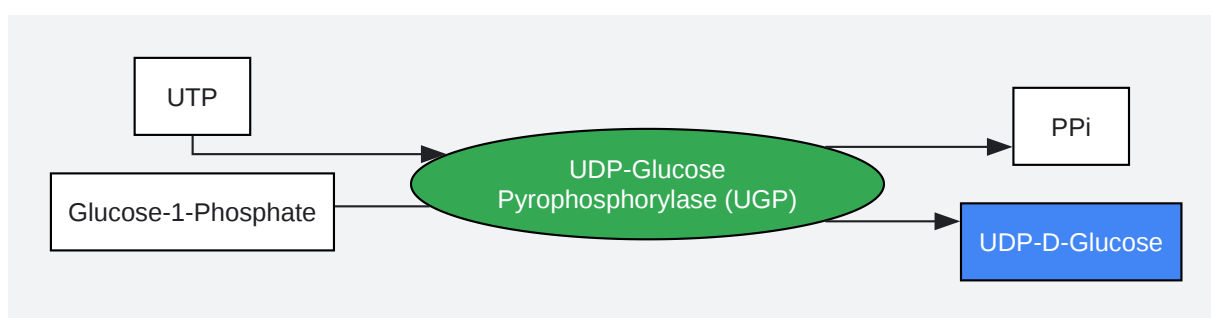 UTP
Glucose-1-Phosphate
UDP-Glucose
Pyrophosphorylase (UGP)
PPi
UDP-D-Glucose